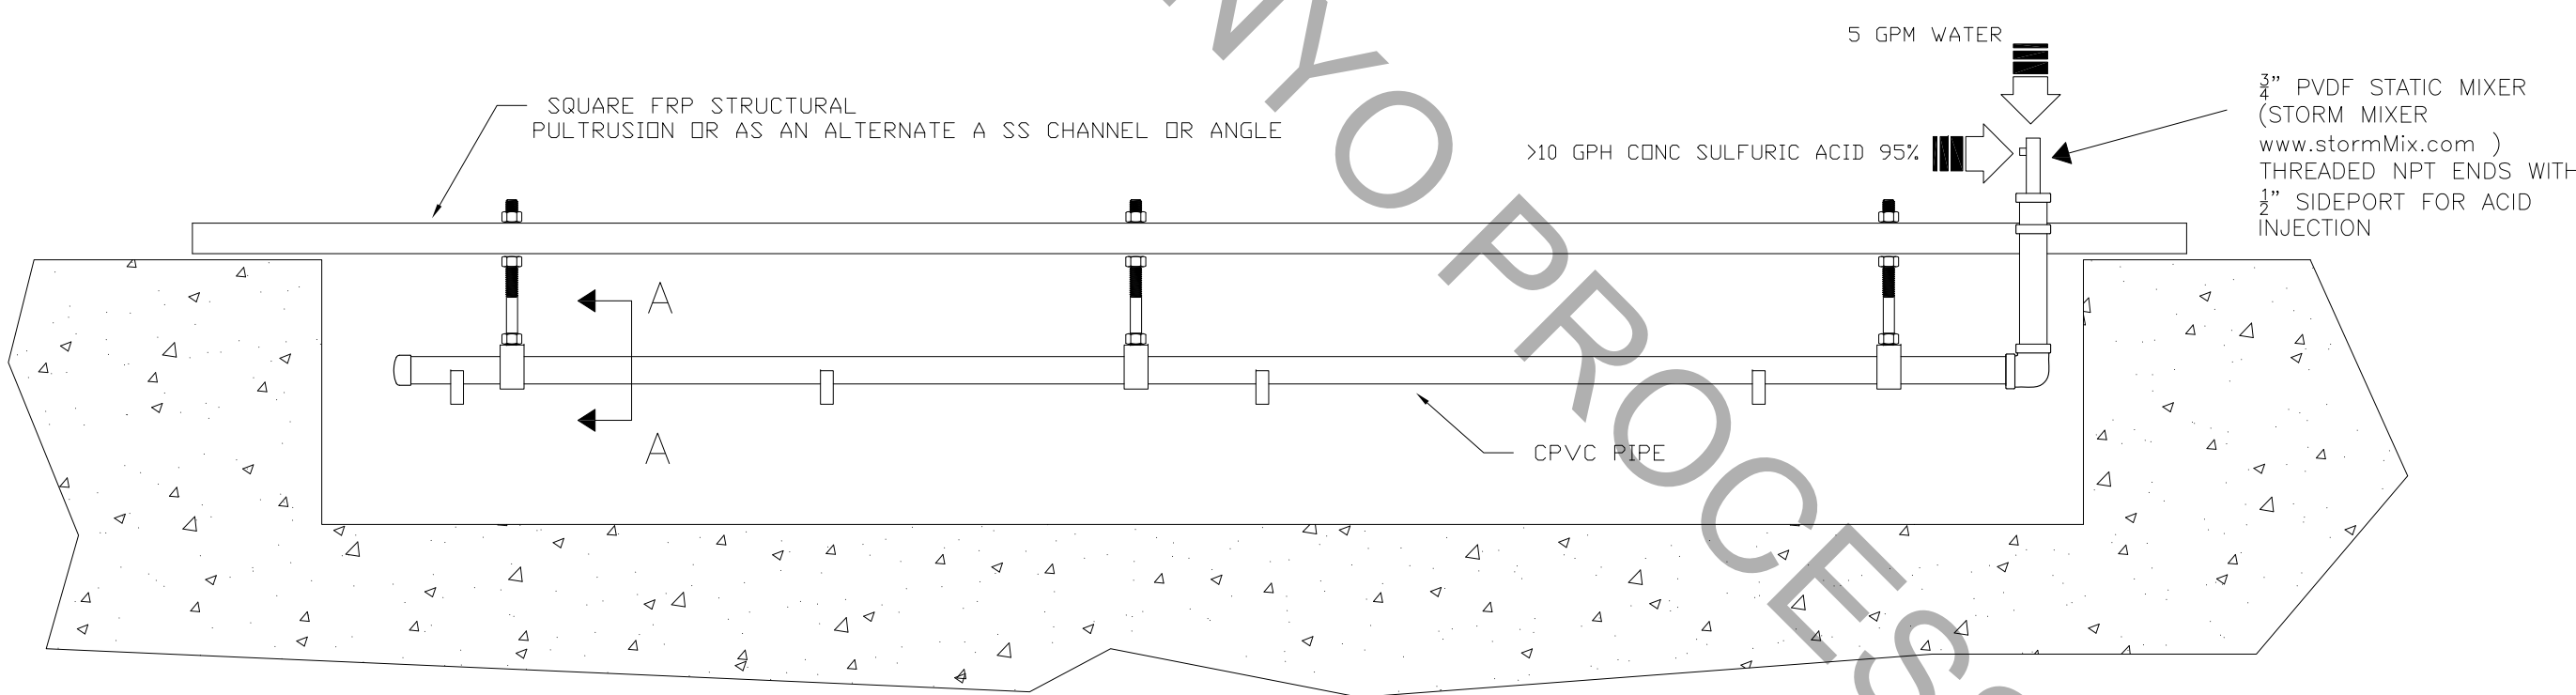 5 GPM WATER
SQUARE FRP STRUCTURAL
PULTRUSION OR AS AN ALTERNATE A SS CHANNEL OR ANGLE
>10 GPH CONC SULFURIC ACID 95%
3/4" PVDF STATIC MIXER
(STORM MIXER
www.stormMix.com )
THREADED NPT ENDS WITH
1/2" SIDEPORT FOR ACID
INJECTION
A
A
CPVC PIPE
NYO PROCESS